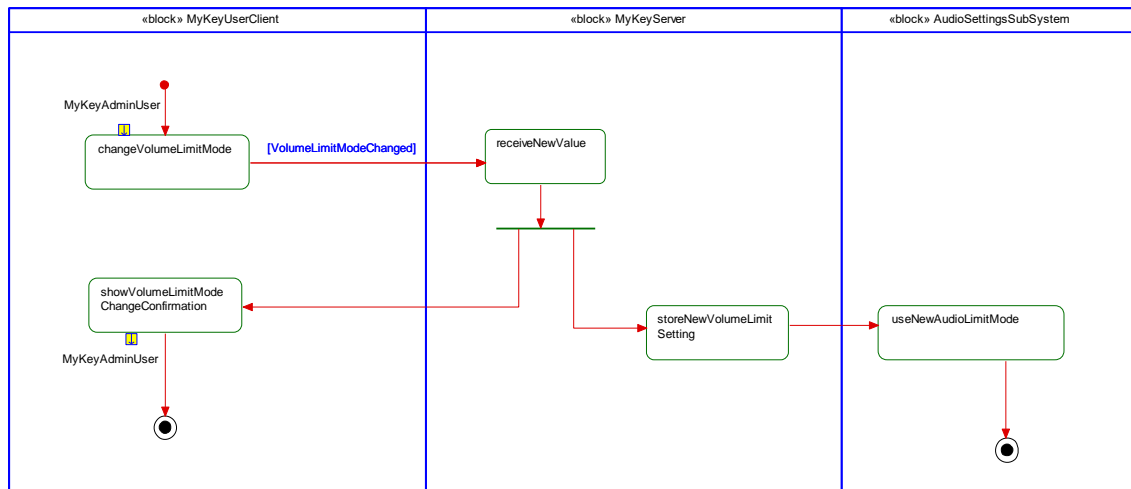 «block» MyKeyUserClient
«block» MyKeyServer
«block» AudioSettingsSubSystem
MyKeyAdminUser
changeVolumeLimitMode
[VolumeLimitModeChanged]
receiveNewValue
showVolumeLimitMode
ChangeConfirmation
MyKeyAdminUser
storeNewVolumeLimit
Setting
useNewAudioLimitMode